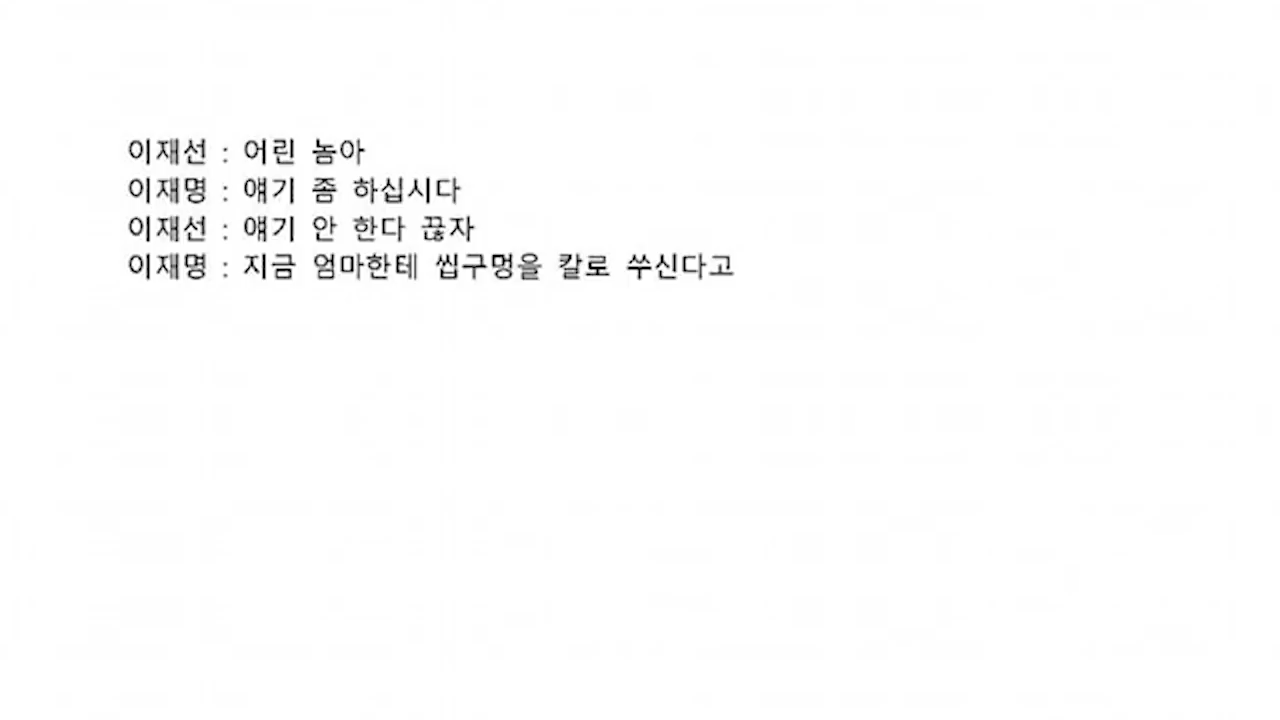 이재선 : 어린 놈아
이재명 : 얘기 좀 하십시다
이재선 : 얘기 안 한다 끊자
이재명 : 지금 엄마한테 씹구멍을 칼로 쑤신다고